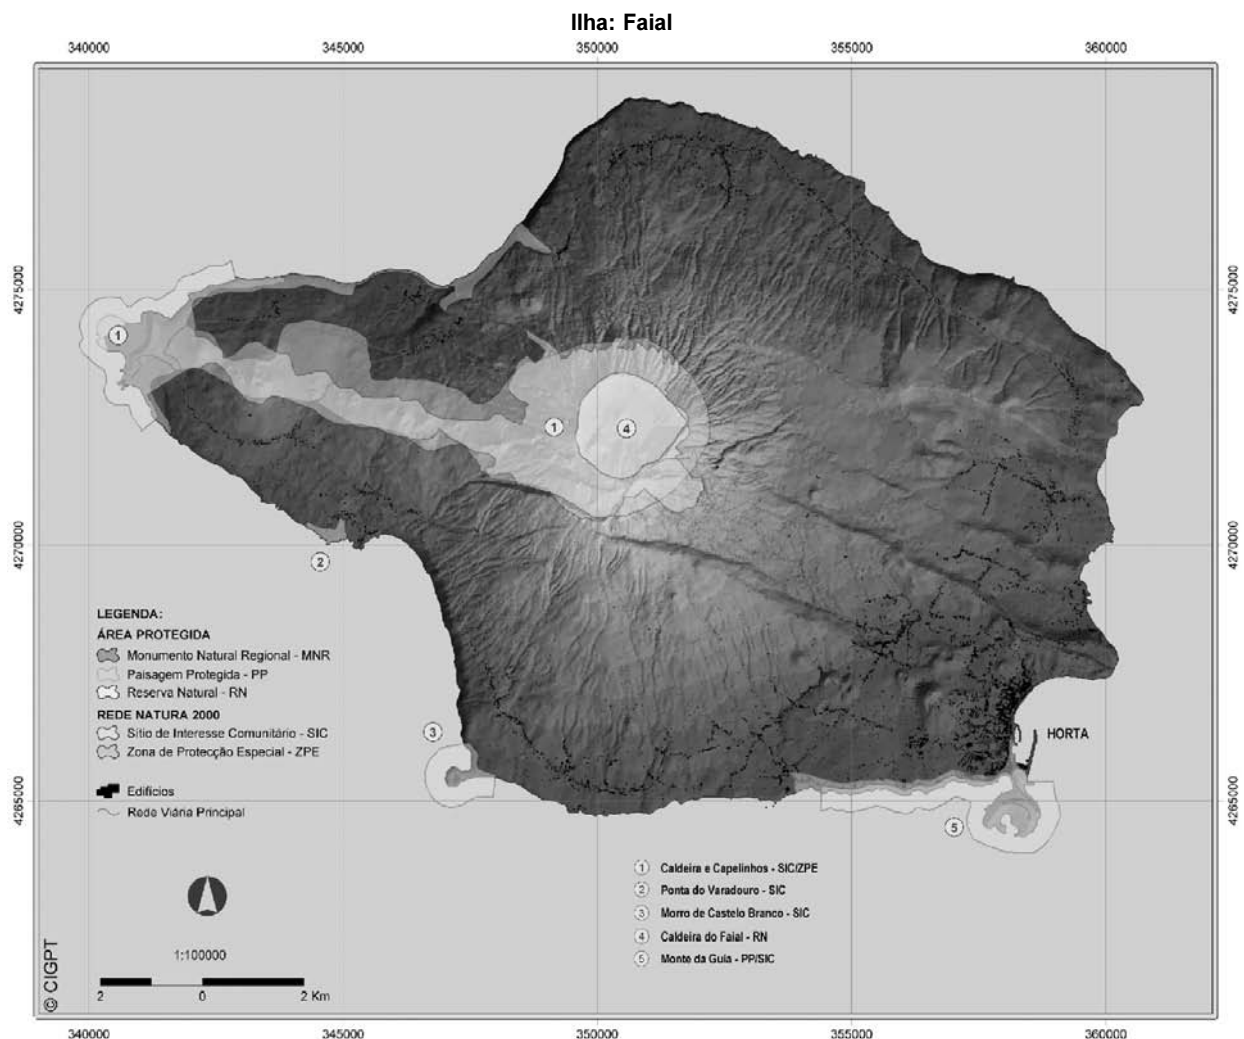 Ilha: Faial
340000 345000 350000 355000 360000
4275000 4275000
1
1 4
4270000 4270000
2
LEGENDA:
ÁREA PROTEGIDA
Monumento Natural Regional - MNR
Paisagem Protegida - PP
Reserva Natural - RN
REDE NATURA 2000
Sítio de Interesse Comunitário - SIC
Zona de Protecção Especial - ZPE
3
HORTA
Edifícios
Rede Viária Principal
4265000 4265000
5
1 Caldeira e Capelinhos - SIC/ZPE
2 Ponta do Varadouro - SIC
3 Morro de Castelo Branco - SIC
4 Caldeira do Faial - RN
5 Monte da Guia - PP/SIC
1:100000
2 0 2 Km
© CIGPT
340000 345000 350000 355000 360000